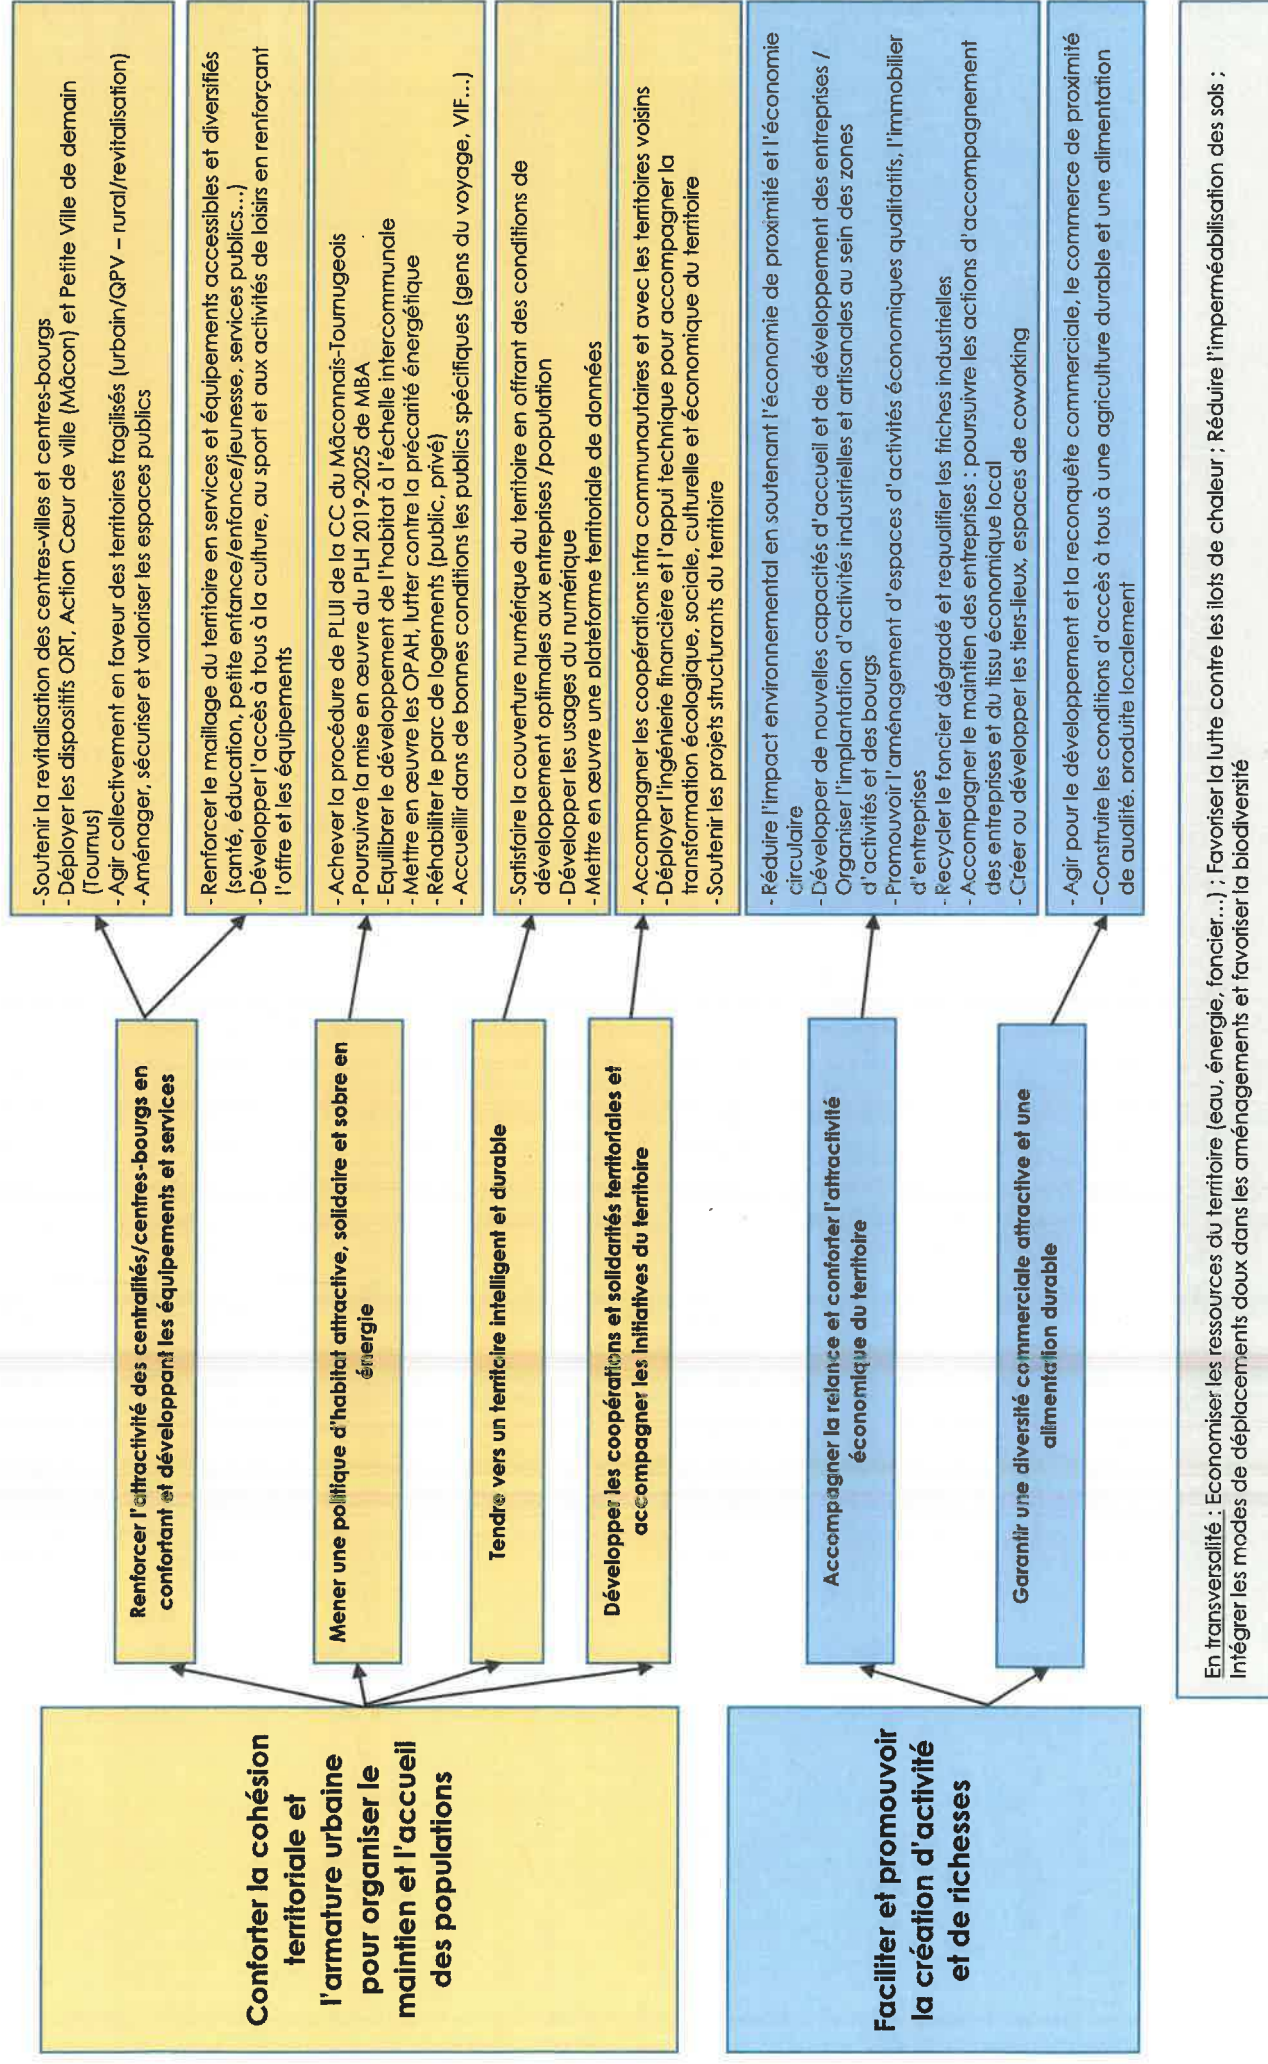 Conforter la cohésion
territoriale et
l'armature urbaine
pour organiser le
maintien et l'accueil
des populations
Renforcer l'attractivité des centralités/centres-bourgs en
confortant et développant les équipements et services
- Soutenir la revitalisation des centres-villes et centres-bourgs
- Déployer les dispositifs ORT, Action Cœur de ville (Mâcon) et Petite Ville de demain
(Tournus)
- Agir collectivement en faveur des territoires fragilisés (urbain/QPV – rural/revitalisation)
- Aménager, sécuriser et valoriser les espaces publics
- Renforcer le maillage du territoire en services et équipements accessibles et diversifiés
(santé, éducation, petite enfance/enfance/jeunesse, services publics...)
- Développer l'accès à tous à la culture, au sport et aux activités de loisirs en renforçant
l'offre et les équipements
Mener une politique d'habitat attractive, solidaire et sobre en
énergie
- Achever la procédure de PLUI de la CC du Mâconnais-Tournugeois
- Poursuivre la mise en œuvre du PLH 2019-2025 de MBA
Equilibrer le développement de l'habitat à l'échelle intercommunale
- Mettre en œuvre les OPAH, lutter contre la précarité énergétique
- Réhabiliter le parc de logements (public, privé)
- Accueillir dans de bonnes conditions les publics spécifiques (gens du voyage, VIF...)
Tendre vers un territoire intelligent et durable
- Satisfaire la couverture numérique du territoire en offrant des conditions de
développement optimales aux entreprises /population
- Développer les usages du numérique
- Mettre en œuvre une plateforme territoriale de données
Développer les coopérations et solidarités territoriales et
accompagner les initiatives du territoire
- Accompagner les coopérations infra communautaires et avec les territoires voisins
- Déployer l'ingénierie financière et l'appui technique pour accompagner la
transformation écologique, sociale, culturelle et économique du territoire
- Soutenir les projets structurants du territoire
Faciliter et promouvoir
la création d'activité
et de richesses
Accompagner la relance et conforter l'attractivité
économique du territoire
- Réduire l'impact environnemental en soutenant l'économie de proximité et l'économie
circulaire
- Développer de nouvelles capacités d'accueil et de développement des entreprises /
Organiser l'implantation d'activités industrielles et artisanales au sein des zones
d'activités et des bourgs
- Promouvoir l'aménagement d'espaces d'activités économiques qualitatifs, l'immobilier
d'entreprises
- Recycler le foncier dégradé et requalifier les friches industrielles
- Accompagner le maintien des entreprises : poursuivre les actions d'accompagnement
des entreprises et du tissu économique local
- Créer ou développer les tiers-lieux, espaces de coworking
Garantir une diversité commerciale attractive et une
alimentation durable
- Agir pour le développement et la reconquête commerciale, le commerce de proximité
-Construire les conditions d'accès à tous à une agriculture durable et une alimentation
de qualité, produite localement
En transversalité : Economiser les ressources du territoire (eau, énergie, foncier...) ; Favoriser la lutte contre les ilots de chaleur ; Réduire l'imperméabilisation des sols ;
Intégrer les modes de déplacements doux dans les aménagements et favoriser la biodiversité